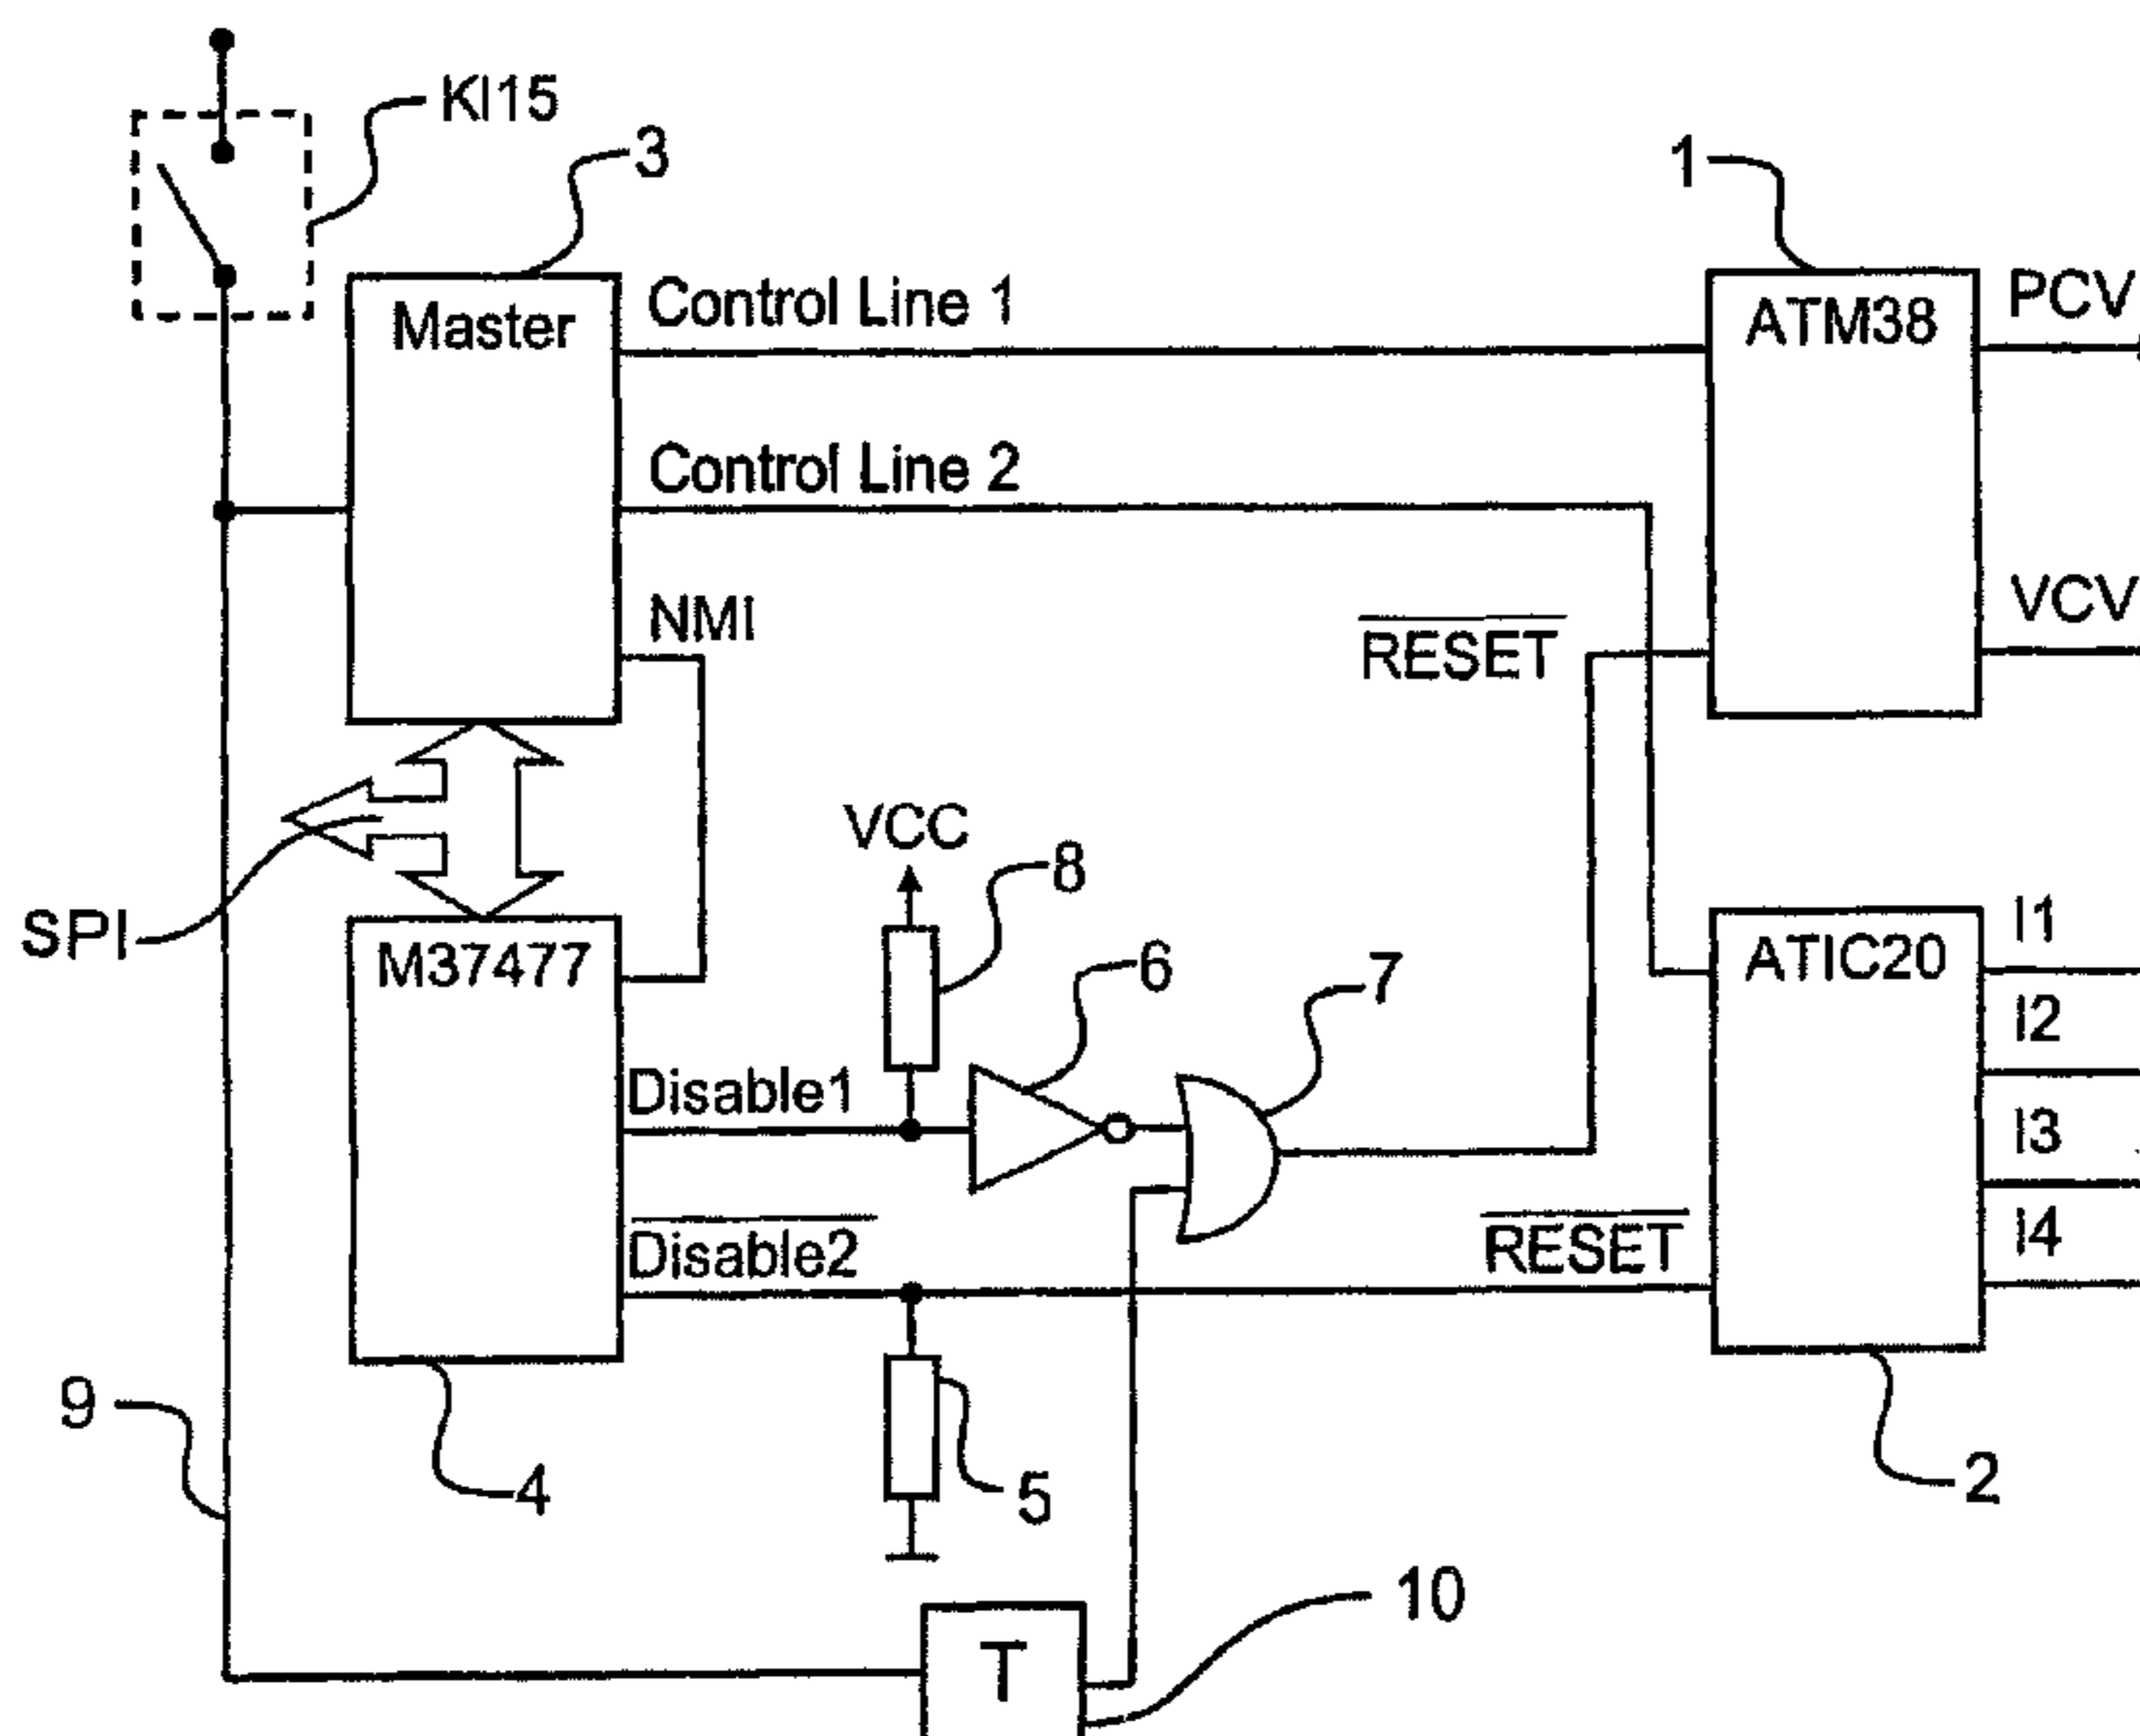 KI15
3
1
Master
Control Line 1
ATM38
PCV
Control Line 2
NMI
RESET
VCV
VCC
8
SPI
M37477
6
7
ATIC20
I1
I2
Disable1
I3
Disable2
RESET
I4
9
4
5
2
10
T